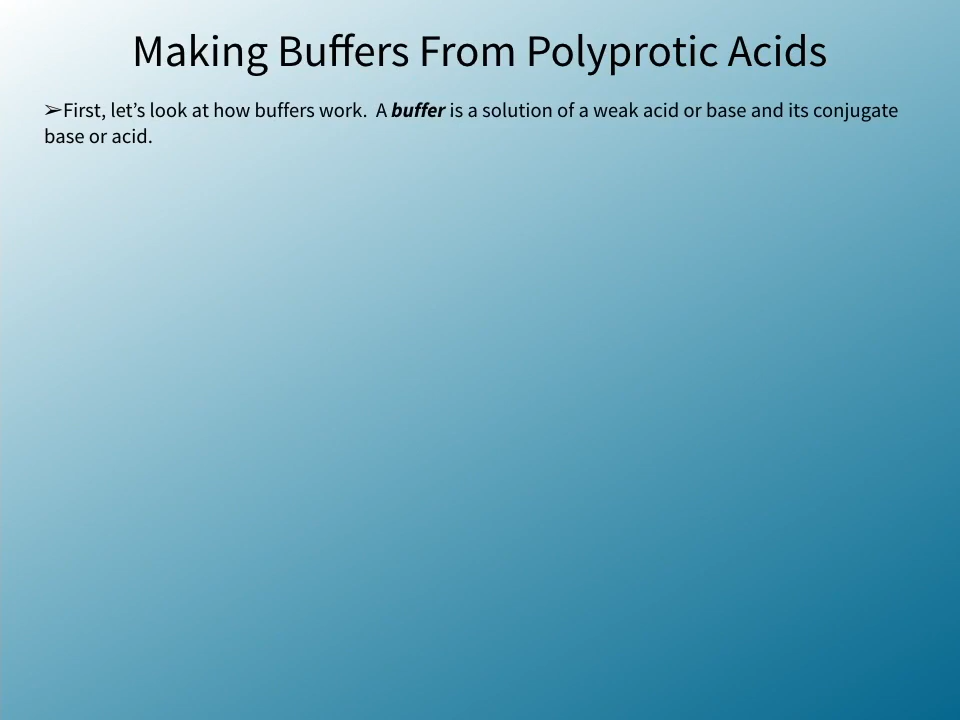 Making Buffers From Polyprotic Acids
➢First, let’s look at how buffers work.  A buffer is a solution of a weak acid or base and its conjugate
base or acid.